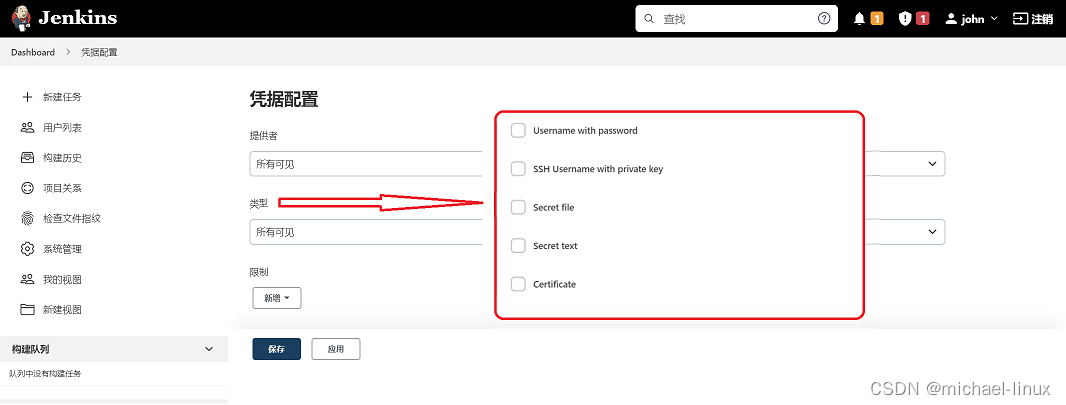 Jenkins
查找
1
1
john
注销
Dashboard
凭据配置
新建任务
用户列表
构建历史
项目关系
检查文件指纹
系统管理
我的视图
新建视图
构建队列
队列中没有构建任务
凭据配置
提供者
所有可见
类型
所有可见
限制
新增
保存
应用
Username with password
SSH Username with private key
Secret file
Secret text
Certificate
CSDN @michael-linux